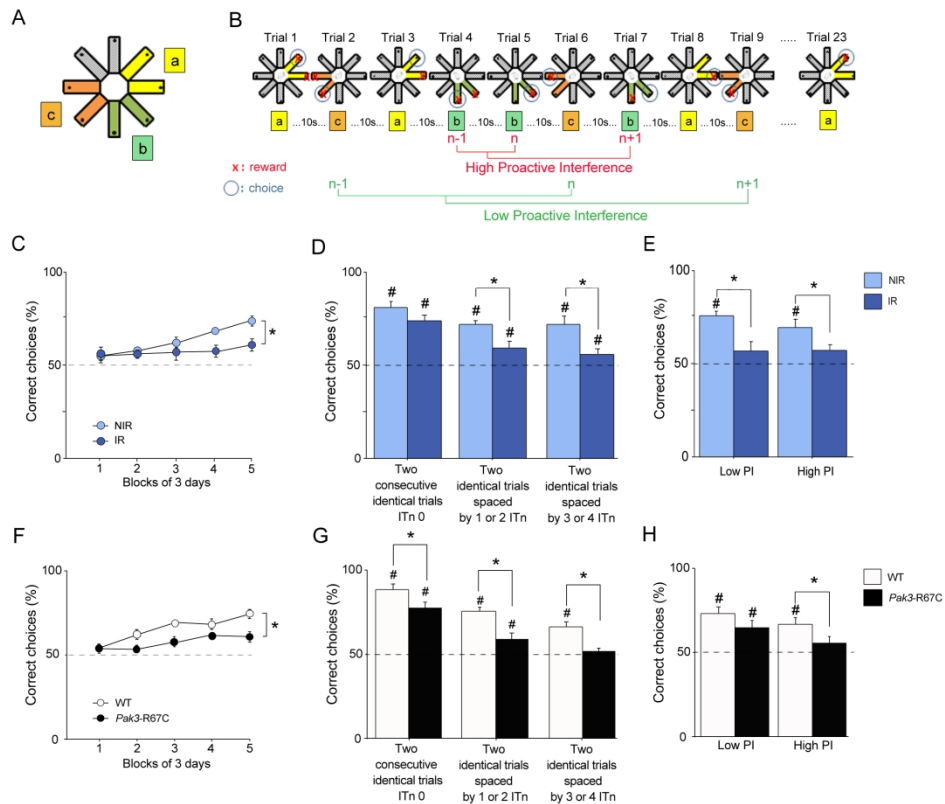 A
a
c
b
B
Trial 1 Trial 2 Trial 3 Trial 4 Trial 5 Trial 6 Trial 7 Trial 8 Trial 9 ..... Trial 23
a ...10s... c ...10s... a ...10s... b ...10s... b ...10s... c ...10s... b ...10s... a ...10s... c ..... a
n-1 n n+1
x : reward
High Proactive Interference
: choice
n-1 n n+1
Low Proactive Interference
C
Correct choices (%)
100
50
0
*
NIR
IR
1 2 3 4 5
Blocks of 3 days
D
Correct choices (%)
100
50
0
# # # # # #
* *
Two
consecutive
identical trials
ITn 0
Two
identical trials
spaced
by 1 or 2 ITn
Two
identical trials
spaced
by 3 or 4 ITn
E
Correct choices (%)
100
50
0
# #
* *
Low PI High PI
NIR
IR
F
Correct choices (%)
100
50
0
*
WT
Pak3-R67C
1 2 3 4 5
Blocks of 3 days
G
Correct choices (%)
100
50
0
# # # # #
* * *
Two
consecutive
identical trials
ITn 0
Two
identical trials
spaced
by 1 or 2 ITn
Two
identical trials
spaced
by 3 or 4 ITn
H
Correct choices (%)
100
50
0
# # #
*
Low PI High PI
WT
Pak3-R67C